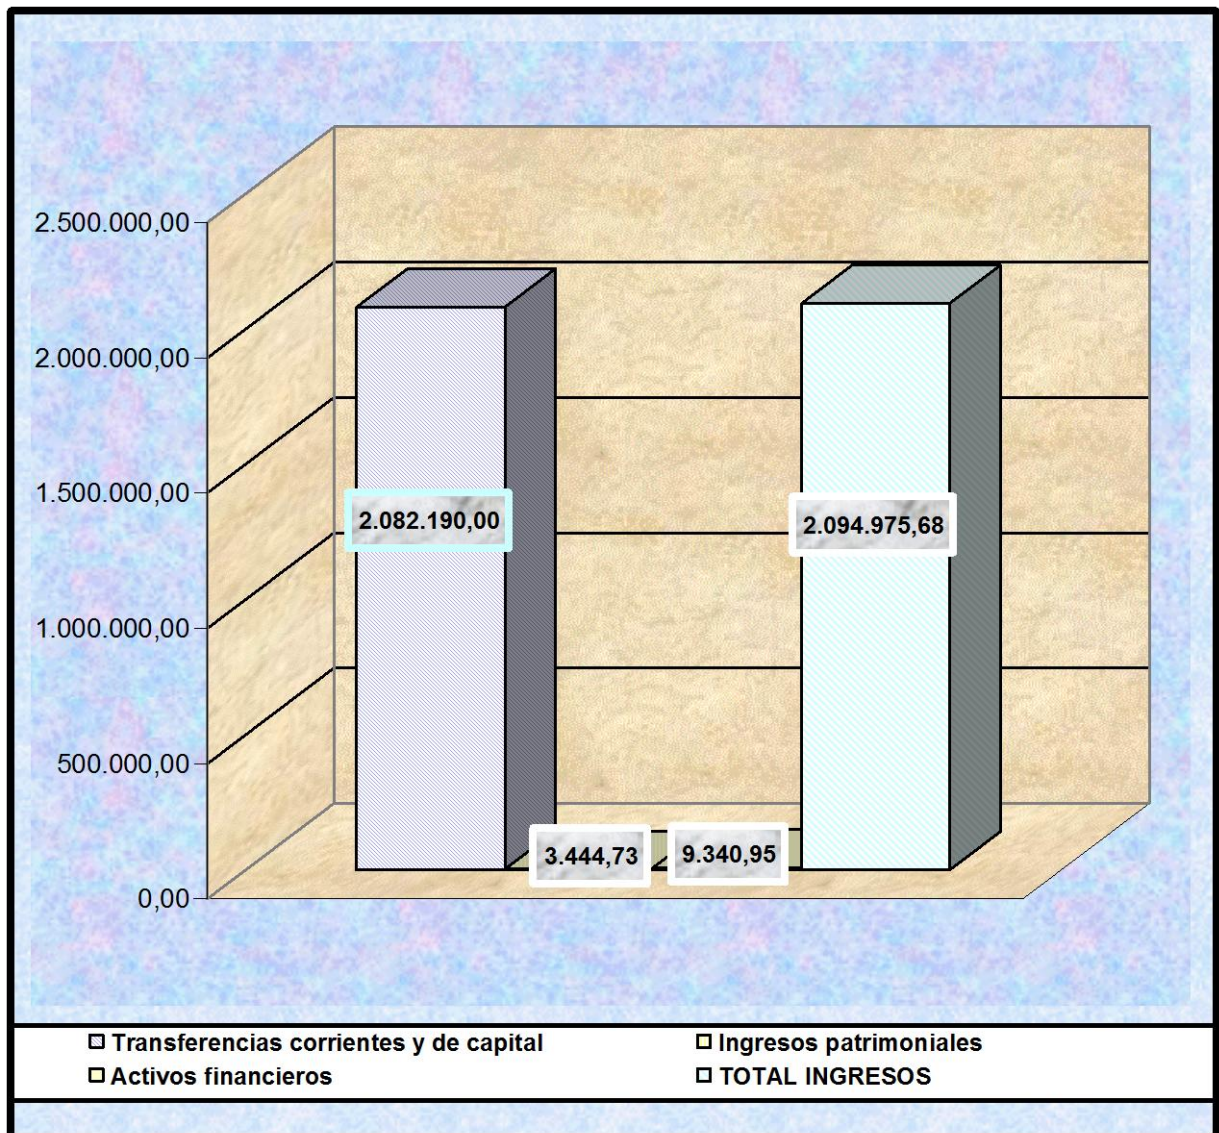 2.500.000,00
2.000.000,00
1.500.000,00
1.000.000,00
500.000,00
0,00
2.082.190,00
3.444,73
9.340,95
2.094.975,68
Transferencias corrientes y de capital
Ingresos patrimoniales
Activos financieros
TOTAL INGRESOS